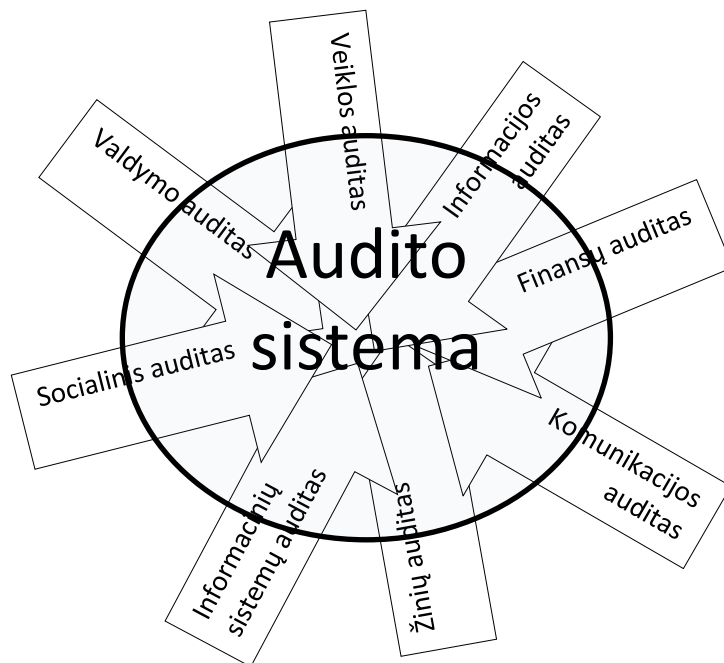 Veiklos auditas
Informacijos
auditas
Finansų auditas
Komunikacijos
auditas
Žinių auditas
Informacinių
sistemų auditas
Socialinis auditas
Valdymo auditas
Audito
sistema